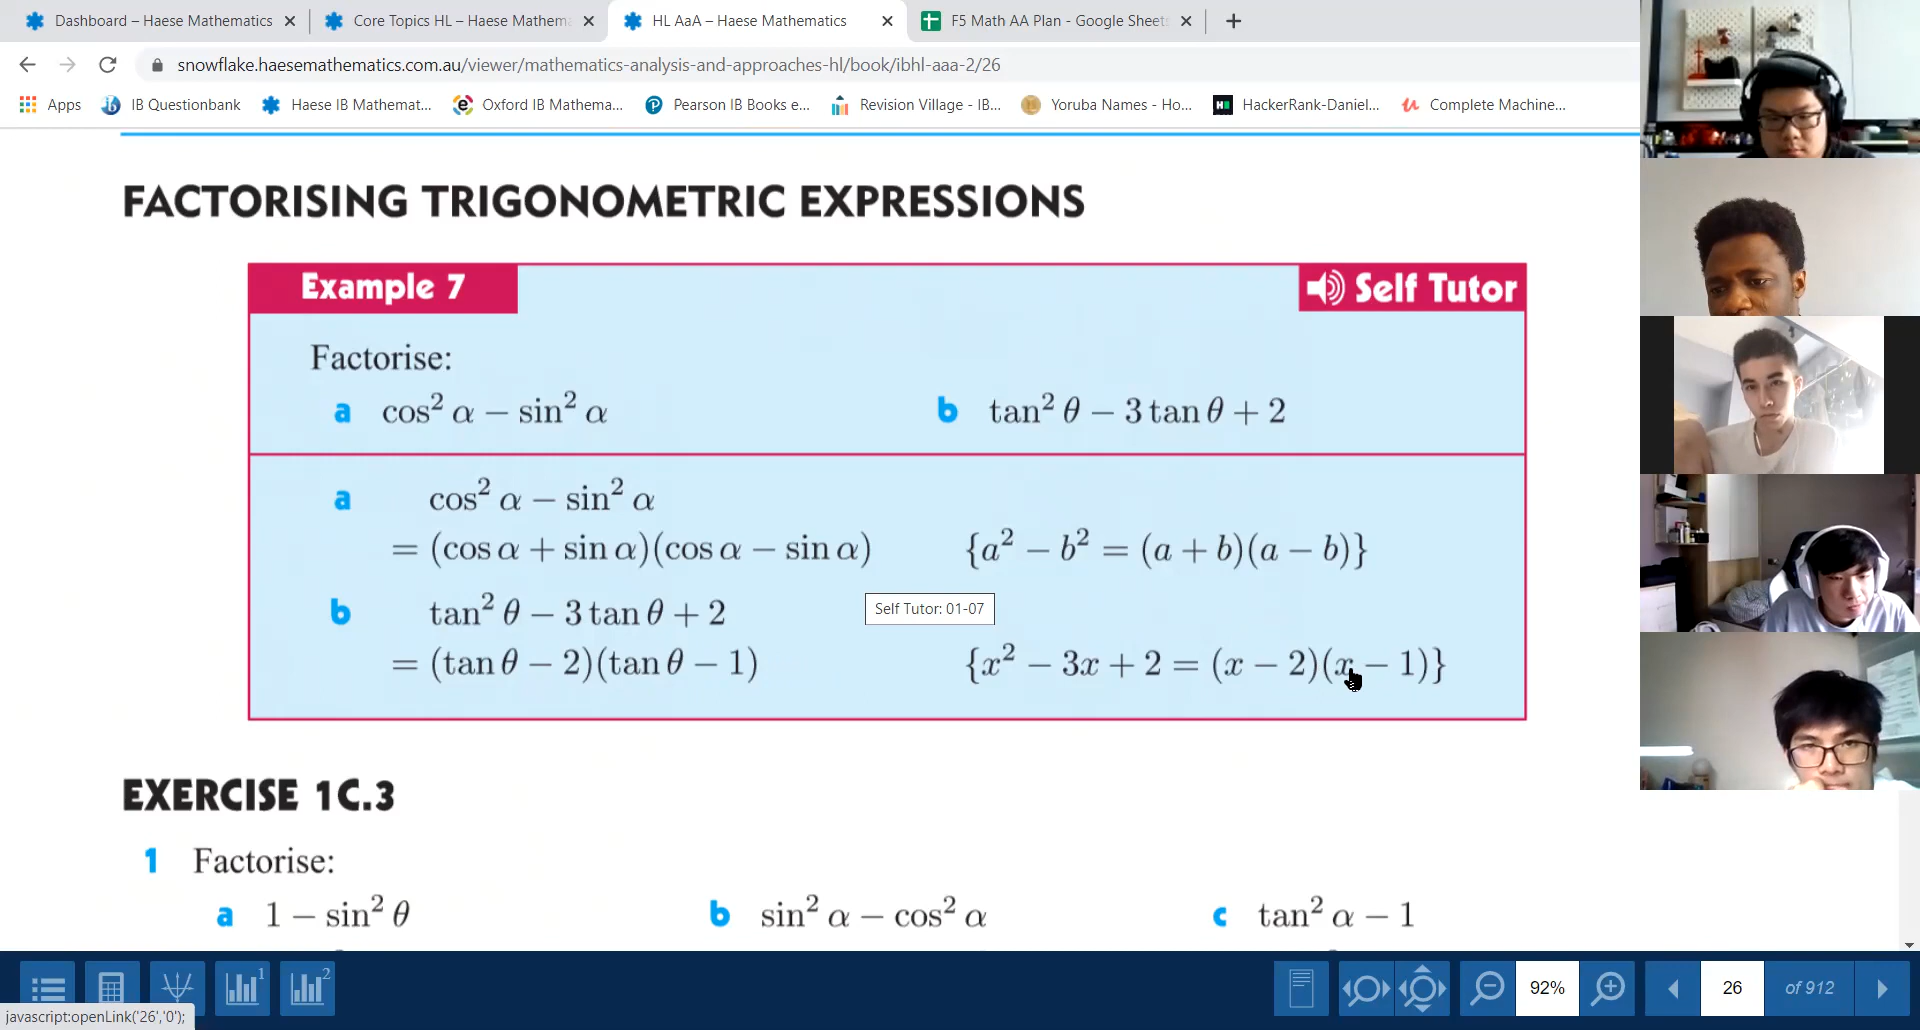 Dashboard – Haese Mathematics
Core Topics HL – Haese Mathem
HL AaA – Haese Mathematics
F5 Math AA Plan - Google Sheets
snowflake.haesemathematics.com.au/viewer/mathematics-analysis-and-approaches-hl/book/ibhl-aaa-2/26
Apps
IB Questionbank
Haese IB Mathemat...
Oxford IB Mathema...
Pearson IB Books e...
Revision Village - IB...
Yoruba Names - Ho...
HackerRank-Daniel...
Complete Machine...
FACTORISING TRIGONOMETRIC EXPRESSIONS
Example 7
Self Tutor
Factorise:
a cos² α − sin² α
b tan² θ − 3 tan θ + 2
a cos² α − sin² α
= (cos α + sin α)(cos α − sin α) {a² − b² = (a + b)(a − b)}
b tan² θ − 3 tan θ + 2
Self Tutor: 01-07
= (tan θ − 2)(tan θ − 1) {x² − 3x + 2 = (x − 2)(x − 1)}
EXERCISE 1C.3
1 Factorise:
a 1 − sin² θ
b sin² α − cos² α
c tan² α − 1
1
2
92%
26
of 912
javascript:openLink('26','0');